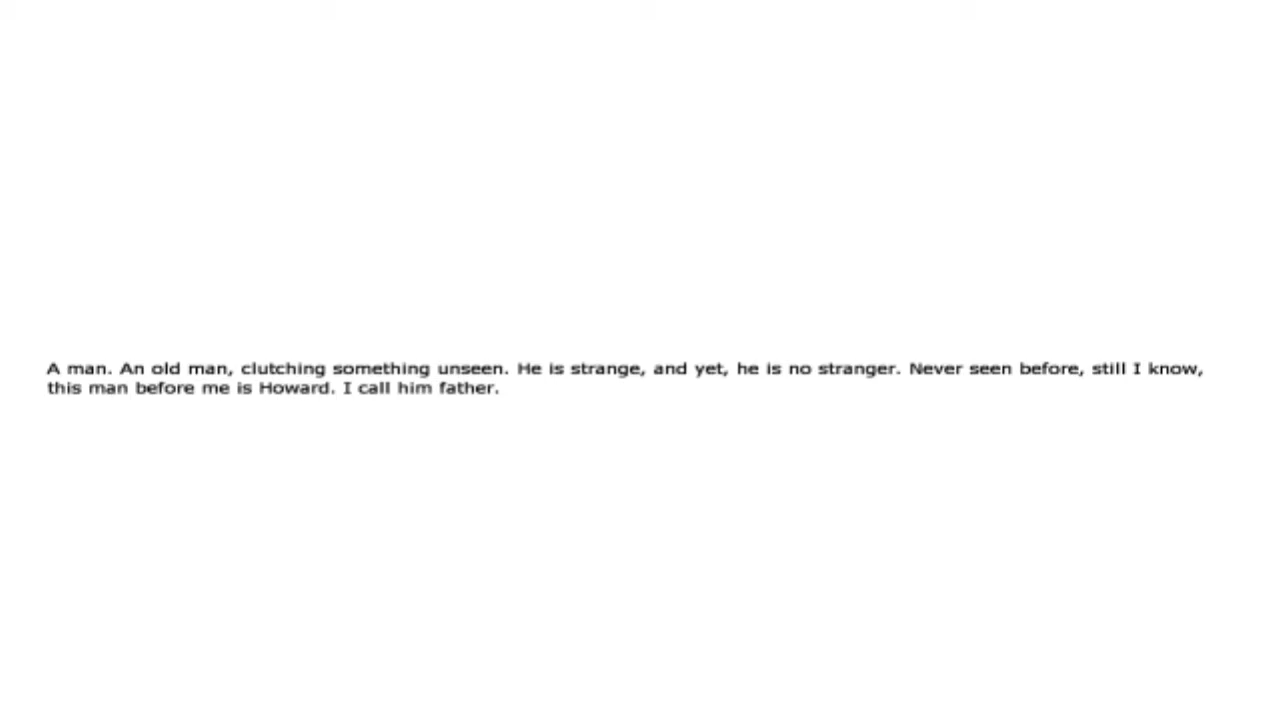 A man. An old man, clutching something unseen. He is strange, and yet, he is no stranger. Never seen before, still I know,
this man before me is Howard. I call him father.